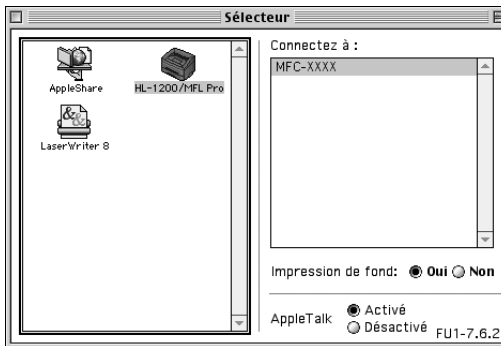 Sélecteur
AppleShare
HL-1200/MFL Pro
LaserWriter 8
Connectez à :
MFC-XXXX
Impression de fond: Oui Non
AppleTalk Activé
Désactivé
FU1-7.6.2